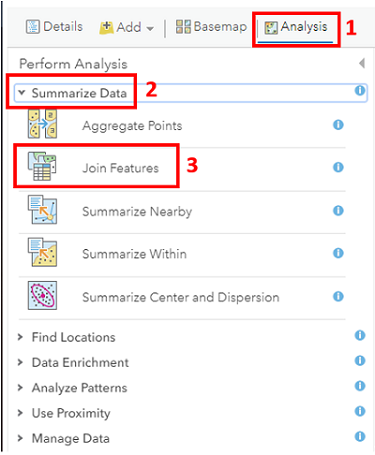 Details Add Basemap Analysis 1
Perform Analysis
Summarize Data 2
Aggregate Points
Join Features 3
Summarize Nearby
Summarize Within
Summarize Center and Dispersion
Find Locations
Data Enrichment
Analyze Patterns
Use Proximity
Manage Data